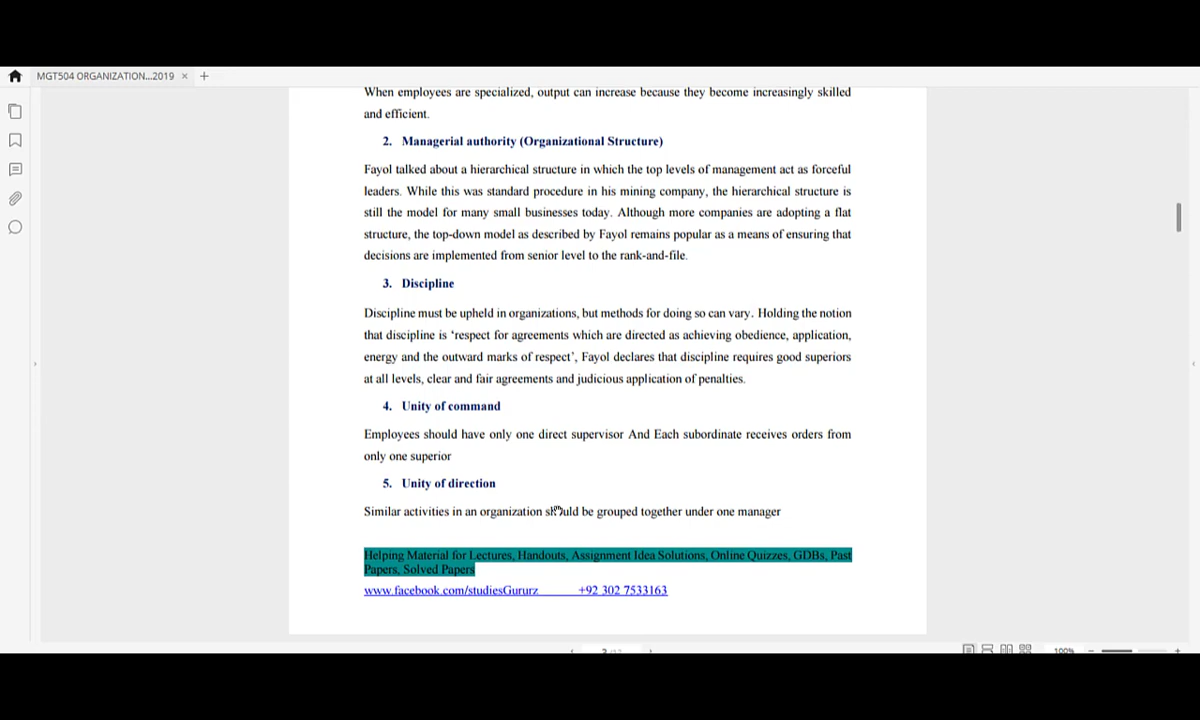 MGT504 ORGANIZATION...2019
When employees are specialized, output can increase because they become increasingly skilled
and efficient.
2. Managerial authority (Organizational Structure)
Fayol talked about a hierarchical structure in which the top levels of management act as forceful
leaders. While this was standard procedure in his mining company, the hierarchical structure is
still the model for many small businesses today. Although more companies are adopting a flat
structure, the top-down model as described by Fayol remains popular as a means of ensuring that
decisions are implemented from senior level to the rank-and-file.
3. Discipline
Discipline must be upheld in organizations, but methods for doing so can vary. Holding the notion
that discipline is ‘respect for agreements which are directed as achieving obedience, application,
energy and the outward marks of respect’, Fayol declares that discipline requires good superiors
at all levels, clear and fair agreements and judicious application of penalties.
4. Unity of command
Employees should have only one direct supervisor And Each subordinate receives orders from
only one superior
5. Unity of direction
Similar activities in an organization should be grouped together under one manager
Helping Material for Lectures, Handouts, Assignment Idea Solutions, Online Quizzes, GDBs, Past
Papers, Solved Papers
www.facebook.com/studiesGururz +92 302 7533163
100%